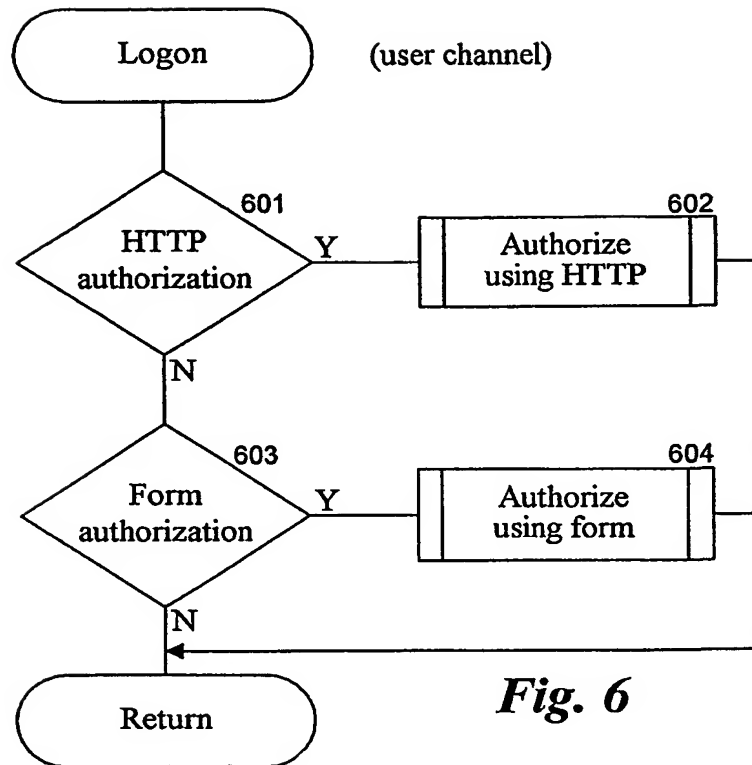 Logon
(user channel)
601
HTTP
authorization
Y
602
Authorize
using HTTP
N
603
Form
authorization
Y
604
Authorize
using form
N
Return
Fig. 6